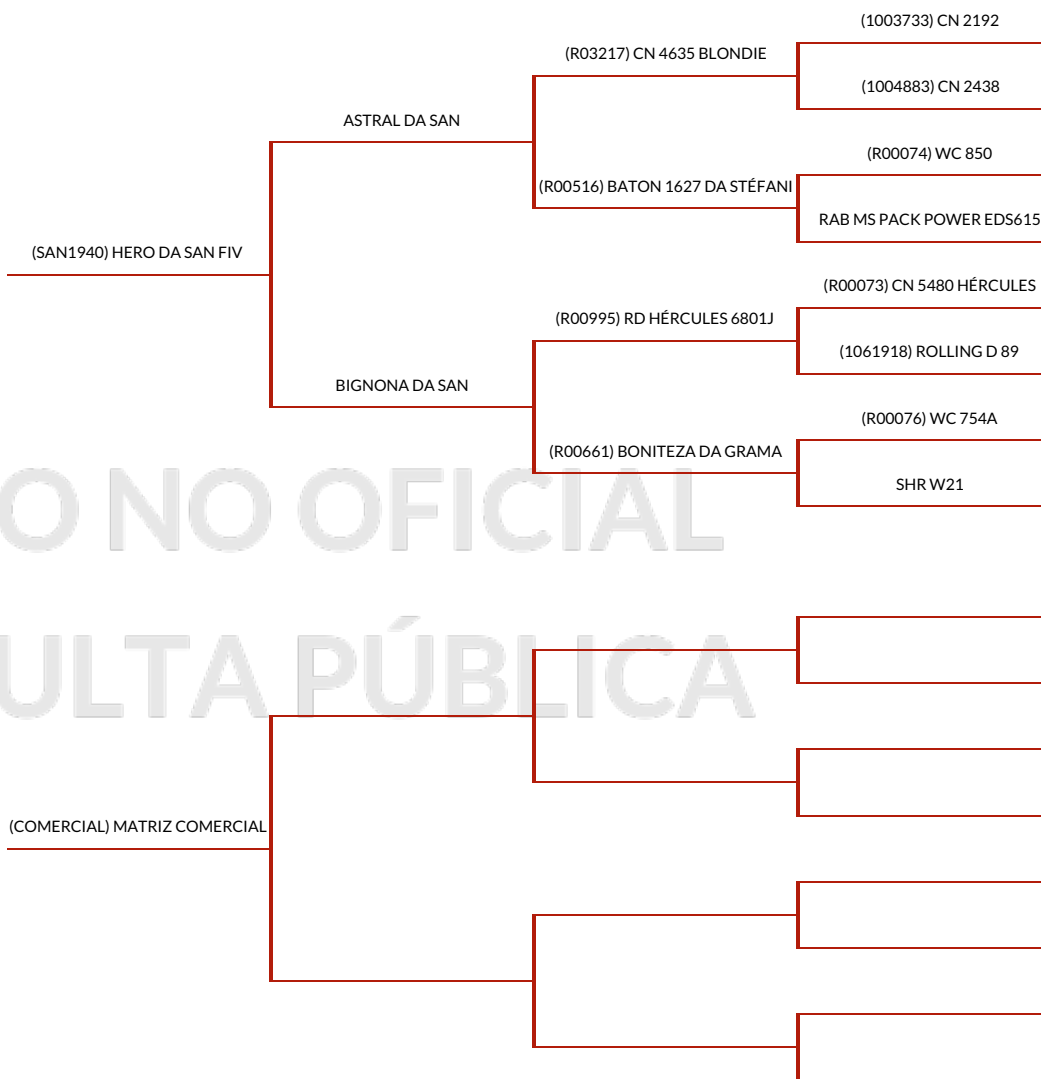 (1003733) CN 2192
(R03217) CN 4635 BLONDIE
(1004883) CN 2438
ASTRAL DA SAN
(R00074) WC 850
(R00516) BATON 1627 DA STÉFANI
RAB MS PACK POWER EDS615
(SAN1940) HERO DA SAN FIV
(R00073) CN 5480 HÉRCULES
(R00995) RD HÉRCULES 6801J
(1061918) ROLLING D 89
BIGNONA DA SAN
(R00076) WC 754A
(R00661) BONITEZA DA GRAMA
SHR W21
O NO OFICIAL
ULTA PÚBLICA
(COMERCIAL) MATRIZ COMERCIAL